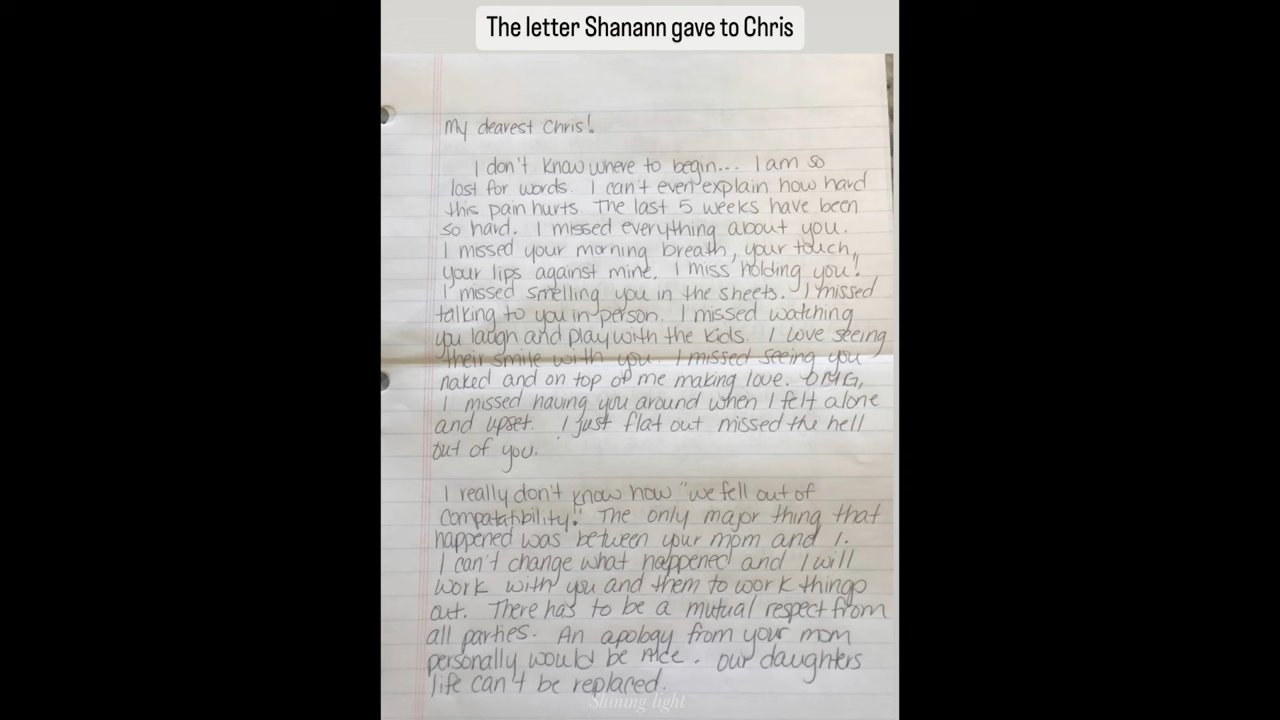 The letter Shanann gave to Chris
My dearest Chris!
I don't know where to begin... I am so
lost for words. I can't even explain how hard
this pain hurts. The last 5 weeks have been
so hard. I missed everything about you.
I missed your morning breath, your touch,
your lips against mine. I miss holding you!
I missed smelling you in the sheets. I missed
talking to you in person. I missed watching
you laugh and play with the kids. I love seeing
their smile with you. I missed seeing you
naked and on top of me making love. OMG,
I missed having you around when I felt alone
and upset. I just flat out missed the hell
out of you.
I really don't know how "we fell out of
compatatibility". The only major thing that
happened was between your mom and I.
I can't change what happened and I will
work with you and them to work things
out. There has to be a mutual respect from
all parties. An apology from your mom
personally would be nice. our daughters
life can't be replaced.
Shining light